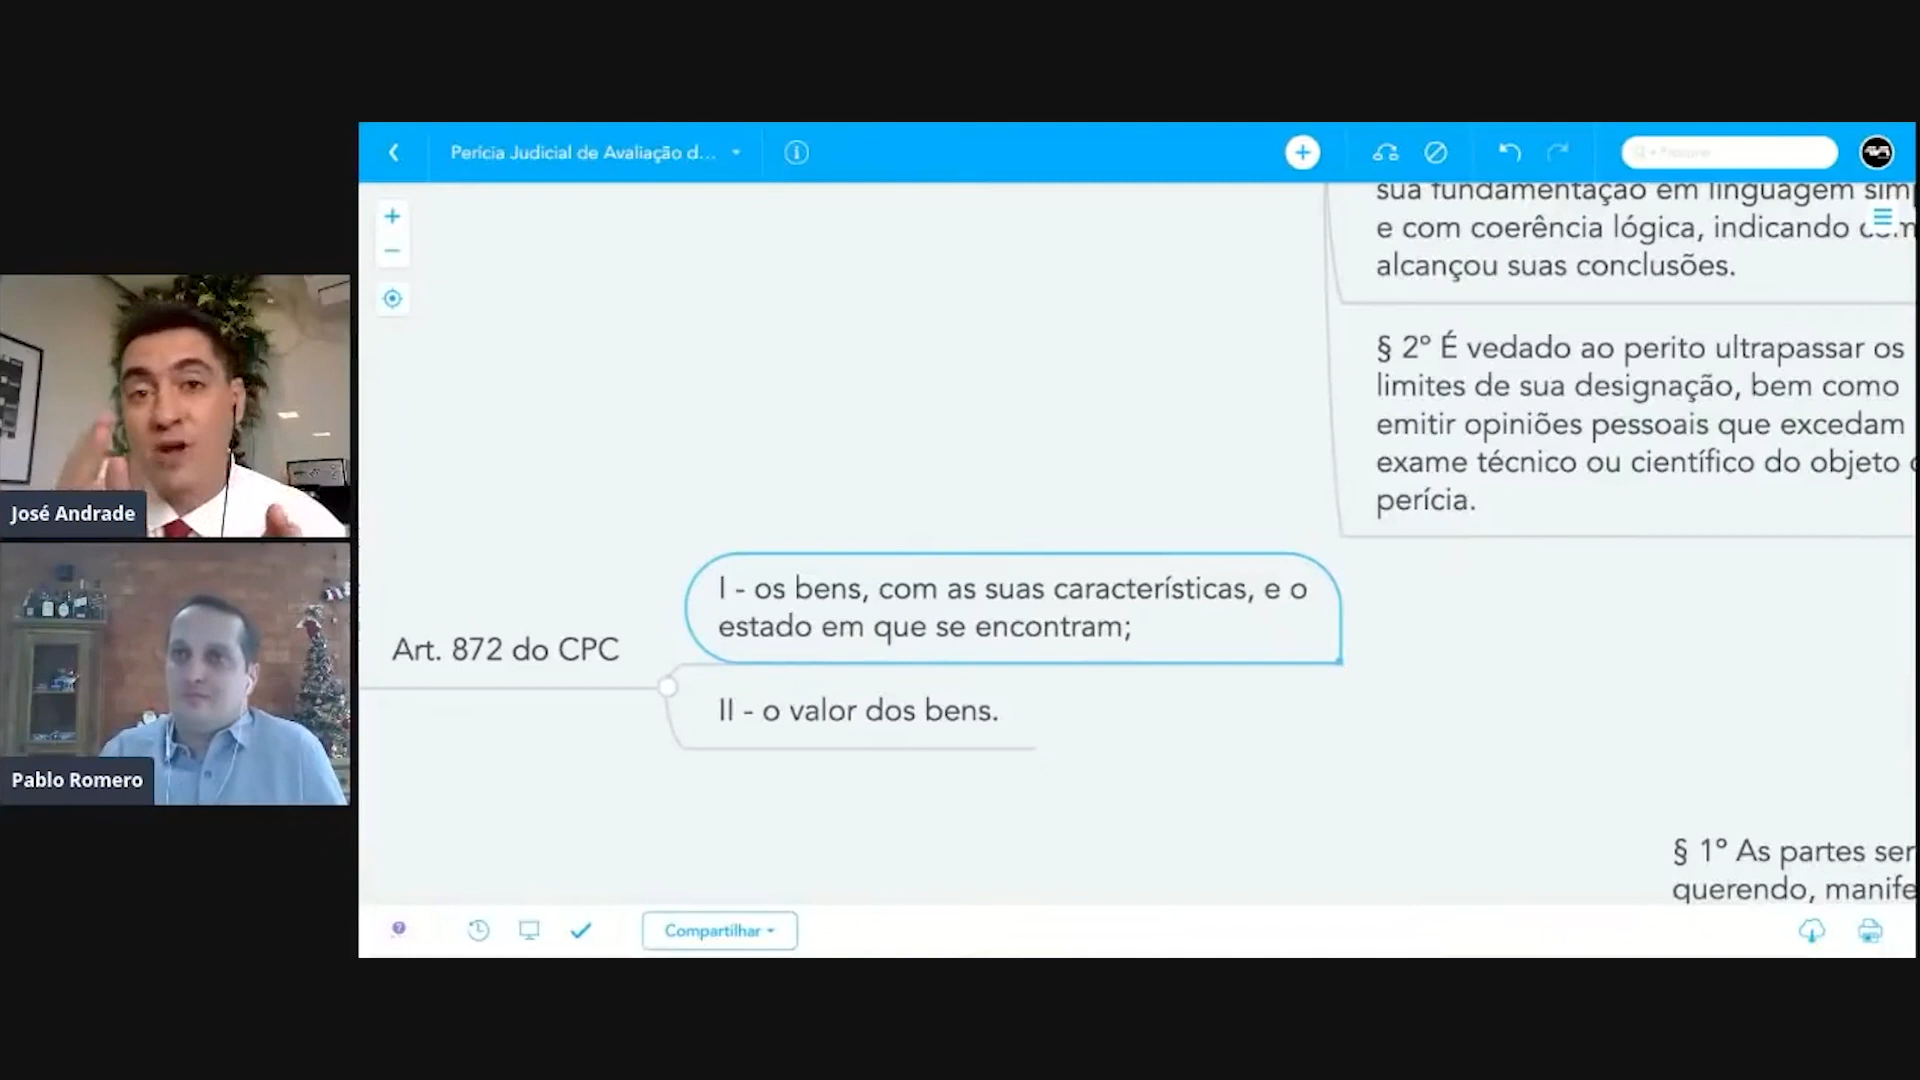 Perícia Judicial de Avaliação d...
sua fundamentação em linguagem
e com coerência lógica, indicando
alcançou suas conclusões.
§ 2º É vedado ao perito ultrapassar os
limites de sua designação, bem como
emitir opiniões pessoais que excedam
exame técnico ou científico do objeto
perícia.
I - os bens, com as suas características, e o
estado em que se encontram;
Art. 872 do CPC
II - o valor dos bens.
§ 1º As partes ser
querendo, manife
Compartilhar
José Andrade
Pablo Romero